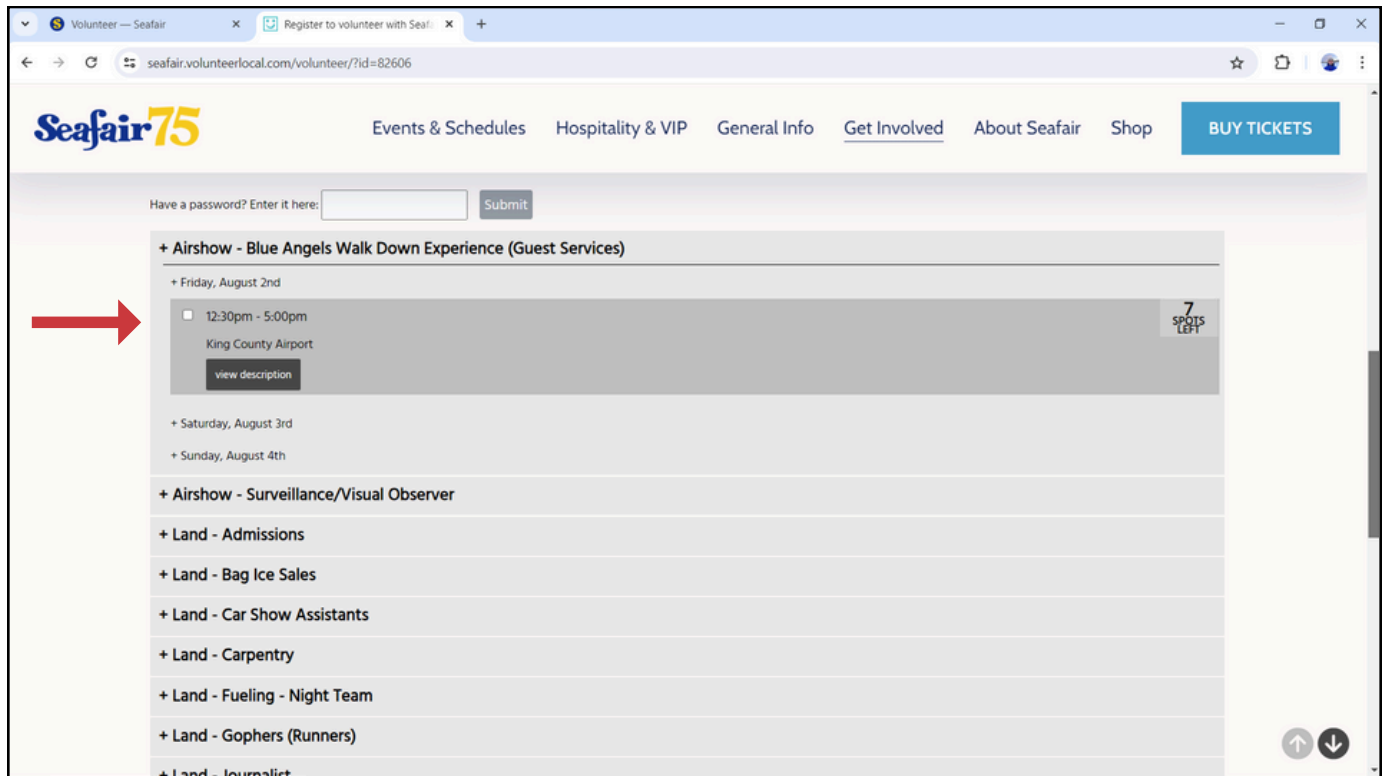 Volunteer — Seafair
Register to volunteer with Seafa
seafair.volunteerlocal.com/volunteer/?id=82606
Seafair75
Events & Schedules Hospitality & VIP General Info Get Involved About Seafair Shop BUY TICKETS
Have a password? Enter it here: Submit
+ Airshow - Blue Angels Walk Down Experience (Guest Services)
+ Friday, August 2nd
12:30pm - 5:00pm
7
SPOTS
LEFT
King County Airport
view description
+ Saturday, August 3rd
+ Sunday, August 4th
+ Airshow - Surveillance/Visual Observer
+ Land - Admissions
+ Land - Bag Ice Sales
+ Land - Car Show Assistants
+ Land - Carpentry
+ Land - Fueling - Night Team
+ Land - Gophers (Runners)
+ Land - Journalist